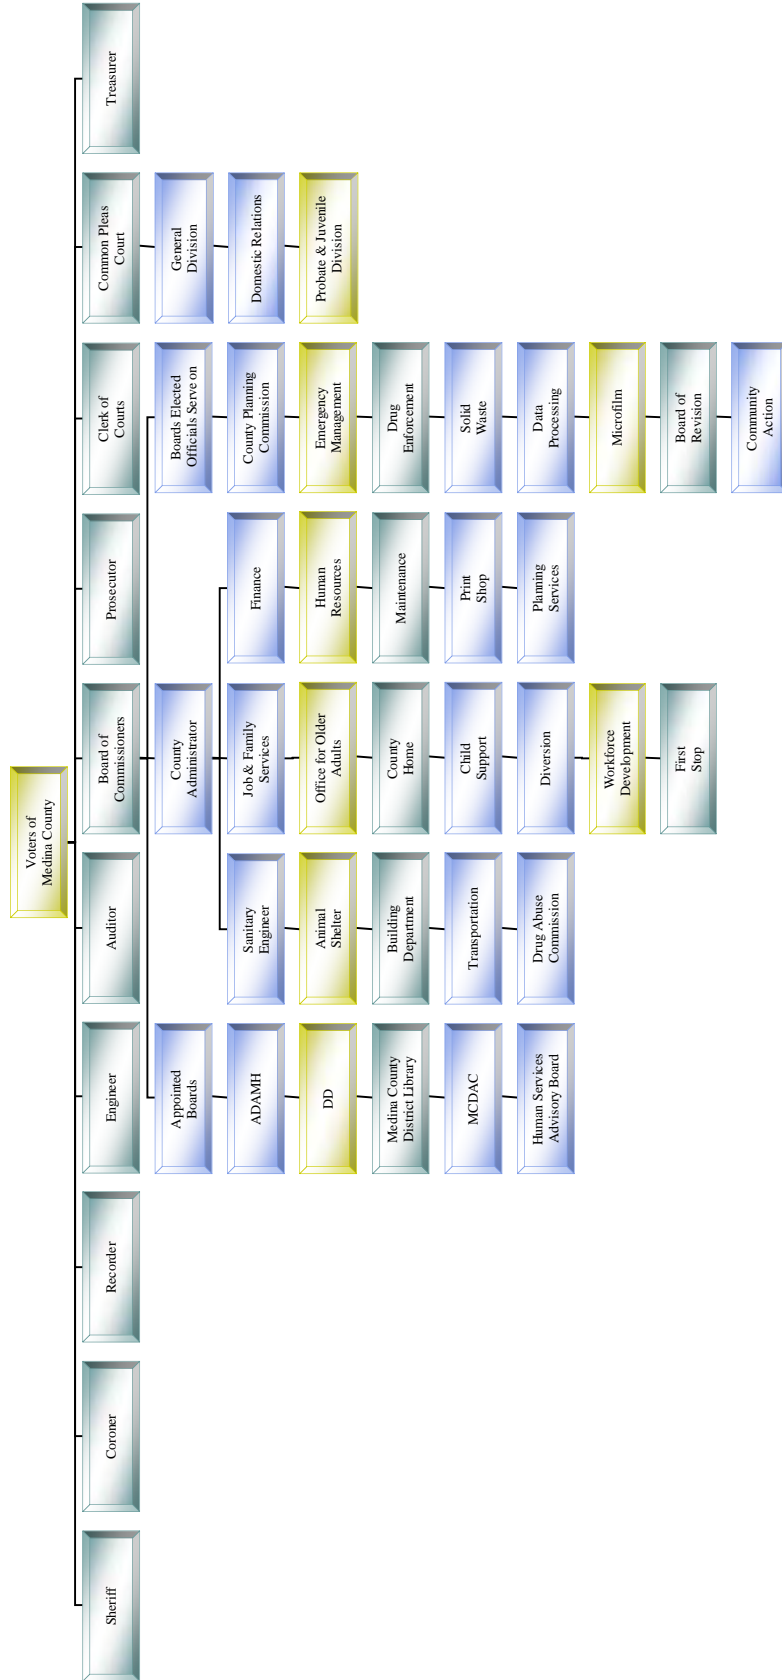 Voters of
Medina County
Sheriff
Coroner
Recorder
Engineer
Auditor
Board of
Commissioners
Prosecutor
Clerk of
Courts
Common Pleas
Court
Treasurer
Appointed
Boards
County
Administrator
Boards Elected
Officials Serve on
General
Division
ADAMH
Sanitary
Engineer
Job & Family
Services
Finance
County Planning
Commission
Domestic Relations
DD
Animal
Shelter
Office for Older
Adults
Human
Resources
Emergency
Management
Probate & Juvenile
Division
Medina County
District Library
Building
Department
County
Home
Maintenance
Drug
Enforcement
MCDAC
Transportation
Child
Support
Print
Shop
Solid
Waste
Human Services
Advisory Board
Drug Abuse
Commission
Diversion
Planning
Services
Data
Processing
Workforce
Development
Microfilm
First
Stop
Board of
Revision
Community
Action